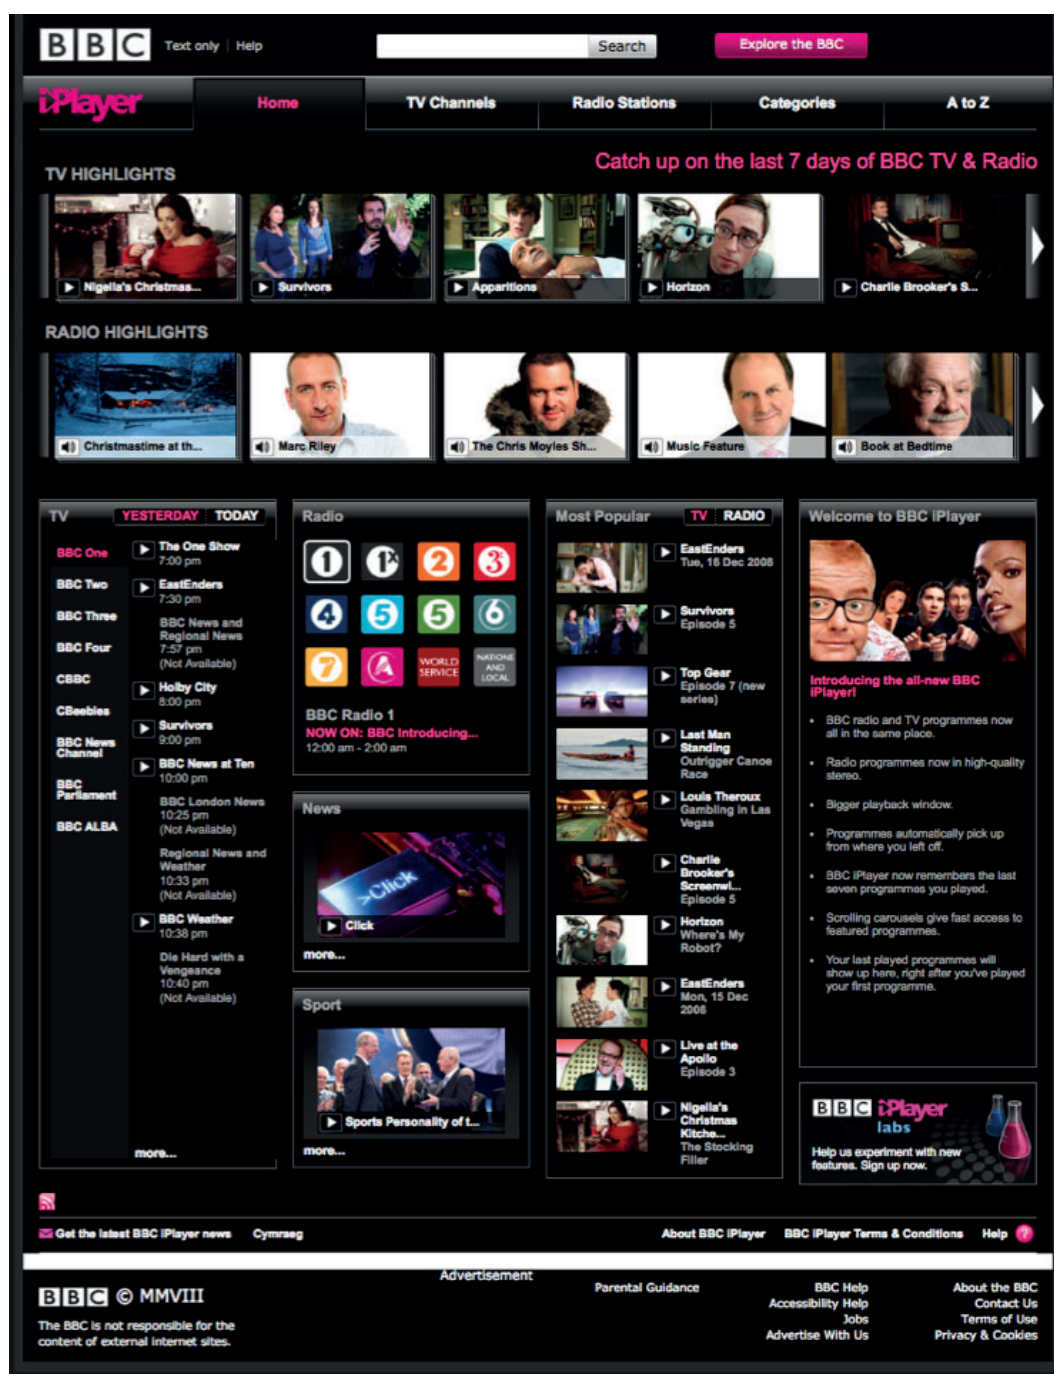 BBC Text only Help Search Explore the BBC
iPlayer Home TV Channels Radio Stations Categories A to Z
Catch up on the last 7 days of BBC TV & Radio
TV HIGHLIGHTS
Nigella's Christmas... Survivors Apparitions Horizon Charlie Brooker's S...
RADIO HIGHLIGHTS
Christmastime at th... Marc Riley The Chris Moyles Sh... Music Feature Book at Bedtime
TV YESTERDAY TODAY
BBC One
BBC Two
BBC Three
BBC Four
CBBC
CBeebies
BBC News
Channel
BBC
Parliament
BBC ALBA
The One Show
7:00 pm
EastEnders
7:30 pm
BBC News and
Regional News
7:57 pm
(Not Available)
Holby City
8:00 pm
Survivors
9:00 pm
BBC News at Ten
10:00 pm
BBC London News
10:25 pm
(Not Available)
Regional News and
Weather
10:33 pm
(Not Available)
BBC Weather
10:38 pm
Die Hard with a
Vengeance
10:40 pm
(Not Available)
more...
Radio
1 1x 2 3
4 5 5 6
7 A WORLD SERVICE NATIONS AND LOCAL
BBC Radio 1
NOW ON: BBC Introducing...
12:00 am - 2:00 am
News
>Click
Click
more...
Sport
Sports Personality of t...
more...
Most Popular TV RADIO
EastEnders
Tue, 16 Dec 2008
Survivors
Episode 5
Top Gear
Episode 7 (new
series)
Last Man
Standing
Outrigger Canoe
Race
Louis Theroux
Gambling in Las
Vegas
Charlie
Brooker's
Screenwi...
Episode 5
Horizon
Where's My
Robot?
EastEnders
Mon, 15 Dec
2008
Live at the
Apollo
Episode 3
Nigella's
Christmas
Kitche...
The Stocking
Filler
Welcome to BBC iPlayer
Introducing the all-new BBC
iPlayer!
• BBC radio and TV programmes now
all in the same place.
• Radio programmes now in high-quality
stereo.
• Bigger playback window.
• Programmes automatically pick up
from where you left off.
• BBC iPlayer now remembers the last
seven programmes you played.
• Scrolling carousels give fast access to
featured programmes.
• Your last played programmes will
show up here, right after you've played
your first programme.
BBC iPlayer
labs
Help us experiment with new
features. Sign up now.
Get the latest BBC iPlayer news Cymraeg About BBC iPlayer BBC iPlayer Terms & Conditions Help ?
Advertisement
BBC © MMVIII
The BBC is not responsible for the
content of external internet sites.
Parental Guidance
BBC Help
Accessibility Help
Jobs
Advertise With Us
About the BBC
Contact Us
Terms of Use
Privacy & Cookies